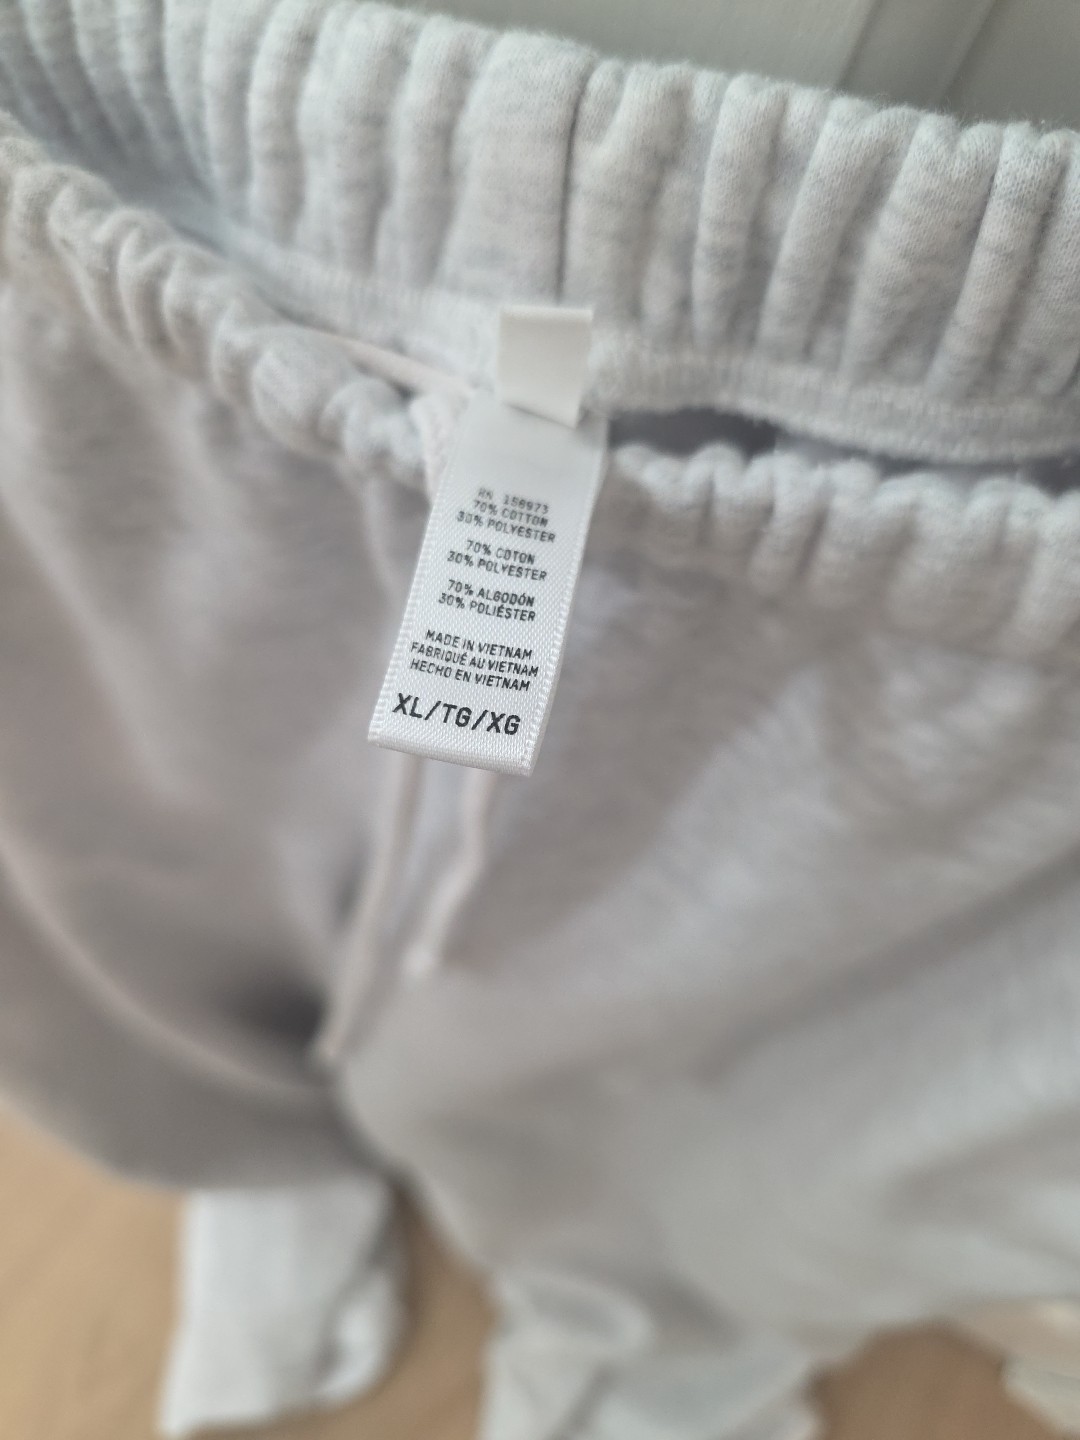 RN 156973
70% COTTON
30% POLYESTER
70% COTON
30% POLYESTER
70% ALGODÓN
30% POLIÉSTER
MADE IN VIETNAM
FABRIQUÉ AU VIETNAM
HECHO EN VIETNAM
XL/TG/XG